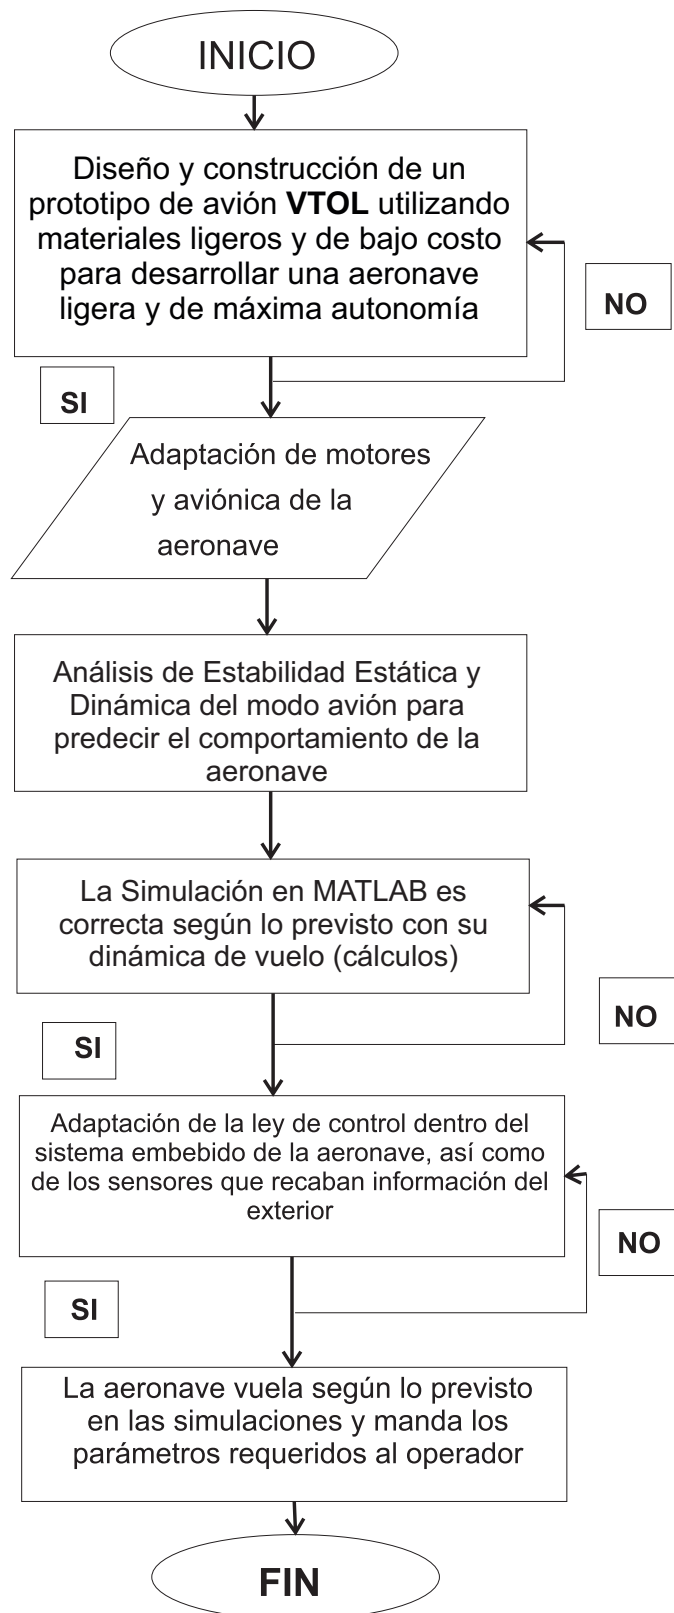 INICIO
Diseño y construcción de un
prototipo de avión VTOL utilizando
materiales ligeros y de bajo costo
para desarrollar una aeronave
ligera y de máxima autonomía
NO
SI
Adaptación de motores
y aviónica de la
aeronave
Análisis de Estabilidad Estática y
Dinámica del modo avión para
predecir el comportamiento de la
aeronave
La Simulación en MATLAB es
correcta según lo previsto con su
dinámica de vuelo (cálculos)
NO
SI
Adaptación de la ley de control dentro del
sistema embebido de la aeronave, así como
de los sensores que recaban información del
exterior
NO
SI
La aeronave vuela según lo previsto
en las simulaciones y manda los
parámetros requeridos al operador
FIN